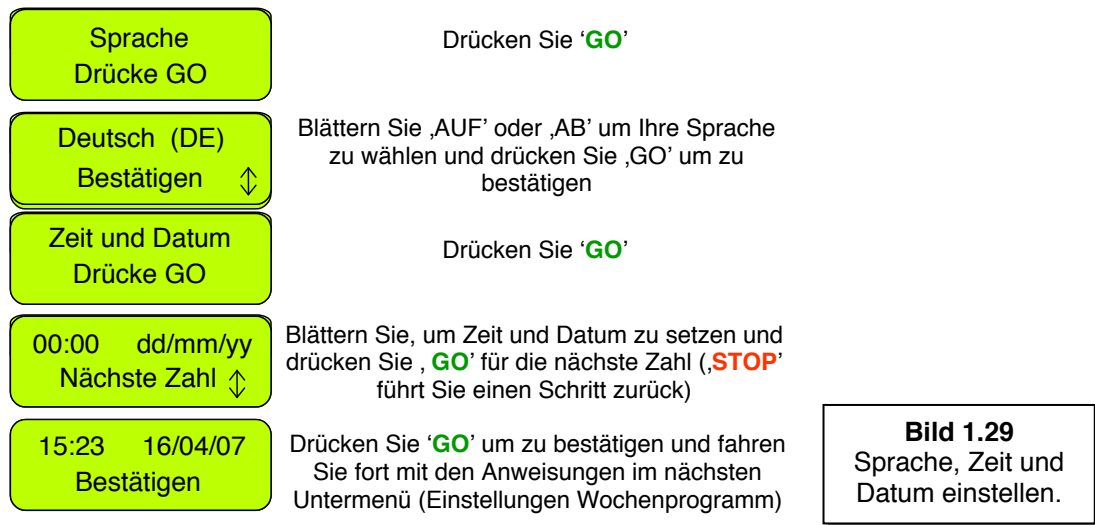 Sprache
Drücke GO
Drücken Sie ‘GO’
Deutsch (DE)
Bestätigen
Blättern Sie ‚AUF’ oder ‚AB’ um Ihre Sprache
zu wählen und drücken Sie ‚GO’ um zu
bestätigen
Zeit und Datum
Drücke GO
Drücken Sie ‘GO’
00:00 dd/mm/yy
Nächste Zahl
Blättern Sie, um Zeit und Datum zu setzen und
drücken Sie ‚ GO’ für die nächste Zahl (‚STOP’
führt Sie einen Schritt zurück)
15:23 16/04/07
Bestätigen
Drücken Sie ‘GO’ um zu bestätigen und fahren
Sie fort mit den Anweisungen im nächsten
Untermenü (Einstellungen Wochenprogramm)
Bild 1.29
Sprache, Zeit und
Datum einstellen.